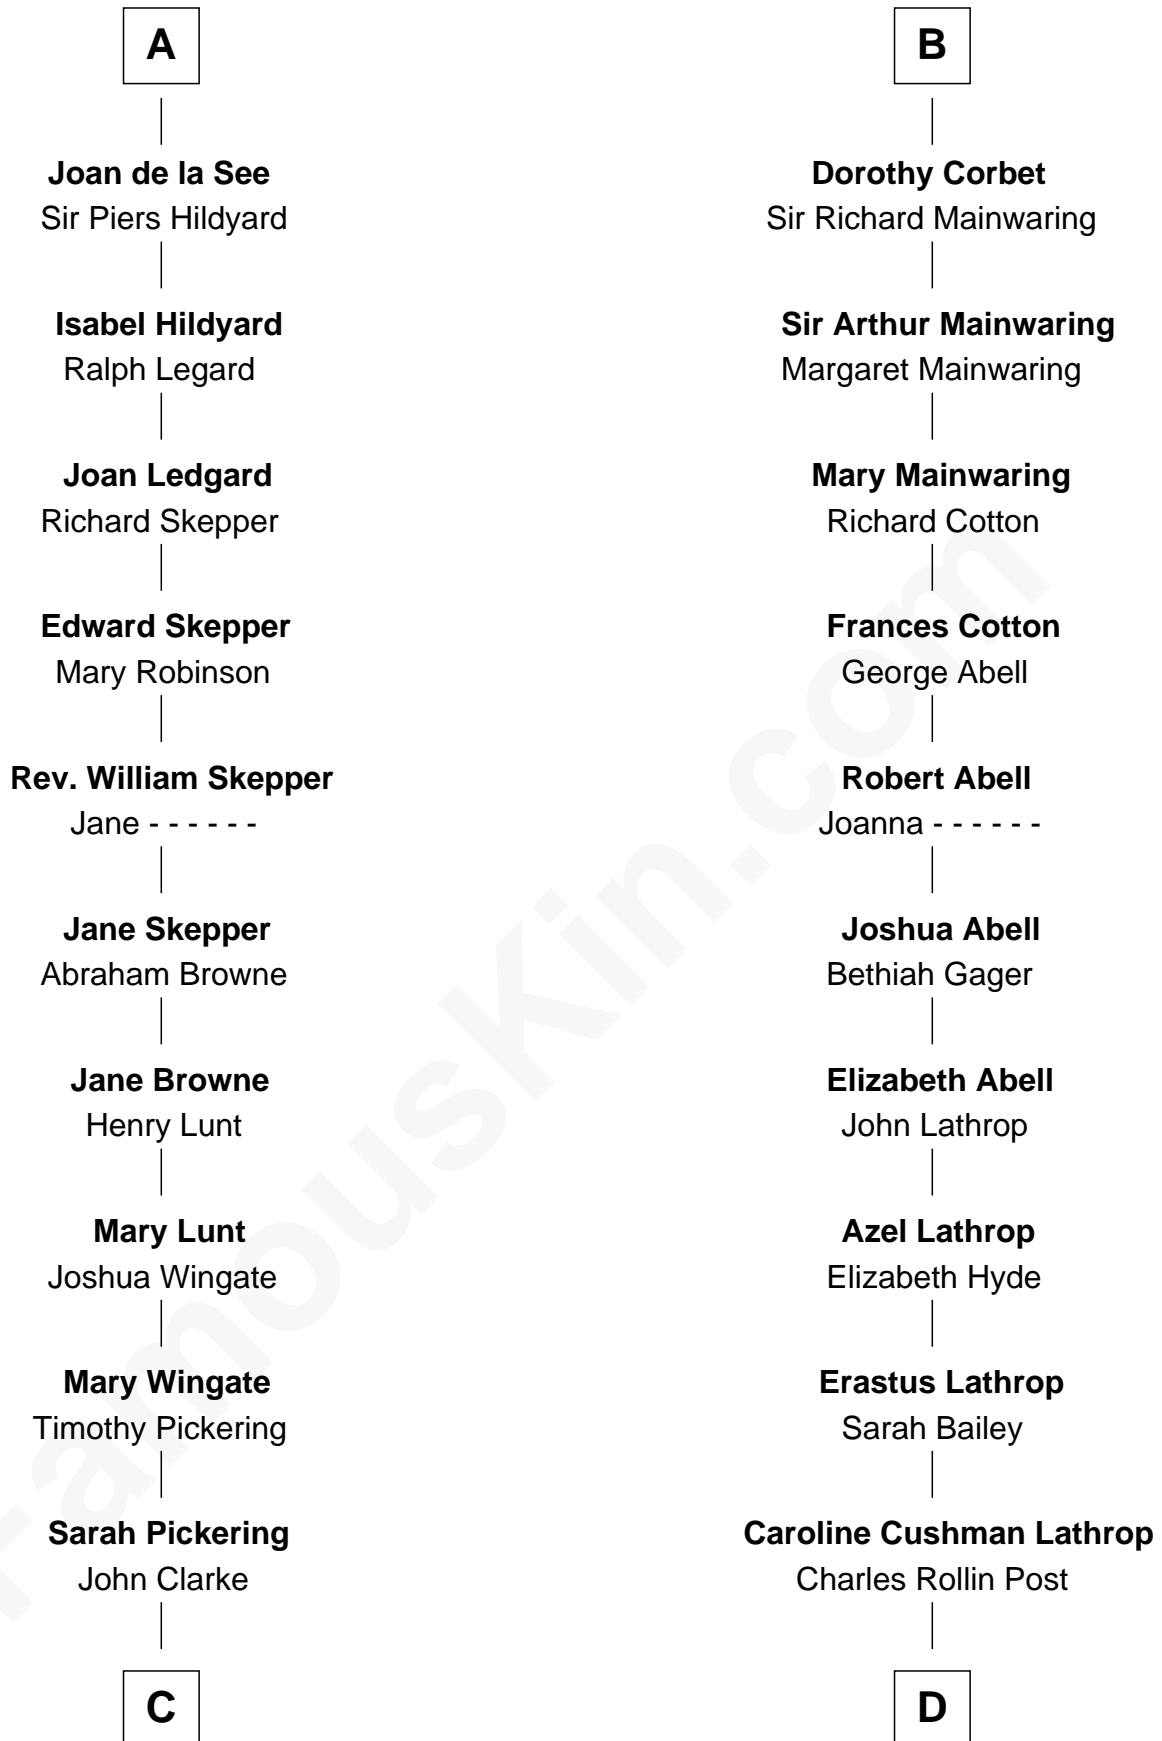 A
Joan de la See
Sir Piers Hildyard
Isabel Hildyard
Ralph Legard
Joan Ledgard
Richard Skepper
Edward Skepper
Mary Robinson
Rev. William Skepper
Jane - - - - - -
Jane Skepper
Abraham Browne
Jane Browne
Henry Lunt
Mary Lunt
Joshua Wingate
Mary Wingate
Timothy Pickering
Sarah Pickering
John Clarke
C
B
Dorothy Corbet
Sir Richard Mainwaring
Sir Arthur Mainwaring
Margaret Mainwaring
Mary Mainwaring
Richard Cotton
Frances Cotton
George Abell
Robert Abell
Joanna - - - - - -
Joshua Abell
Bethiah Gager
Elizabeth Abell
John Lathrop
Azel Lathrop
Elizabeth Hyde
Erastus Lathrop
Sarah Bailey
Caroline Cushman Lathrop
Charles Rollin Post
D
FamousKin.com